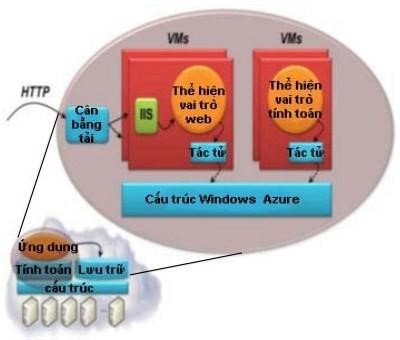 VMs
VMs
HTTP
Cân
bằng
tải
IIS
Thể hiện
vai trò
web
Thể hiện
vai trò
tính toán
Tác tử
Tác tử
Cấu trúc Windows Azure
Ứng dụng
Tính toán
Lưu trữ
cấu trúc